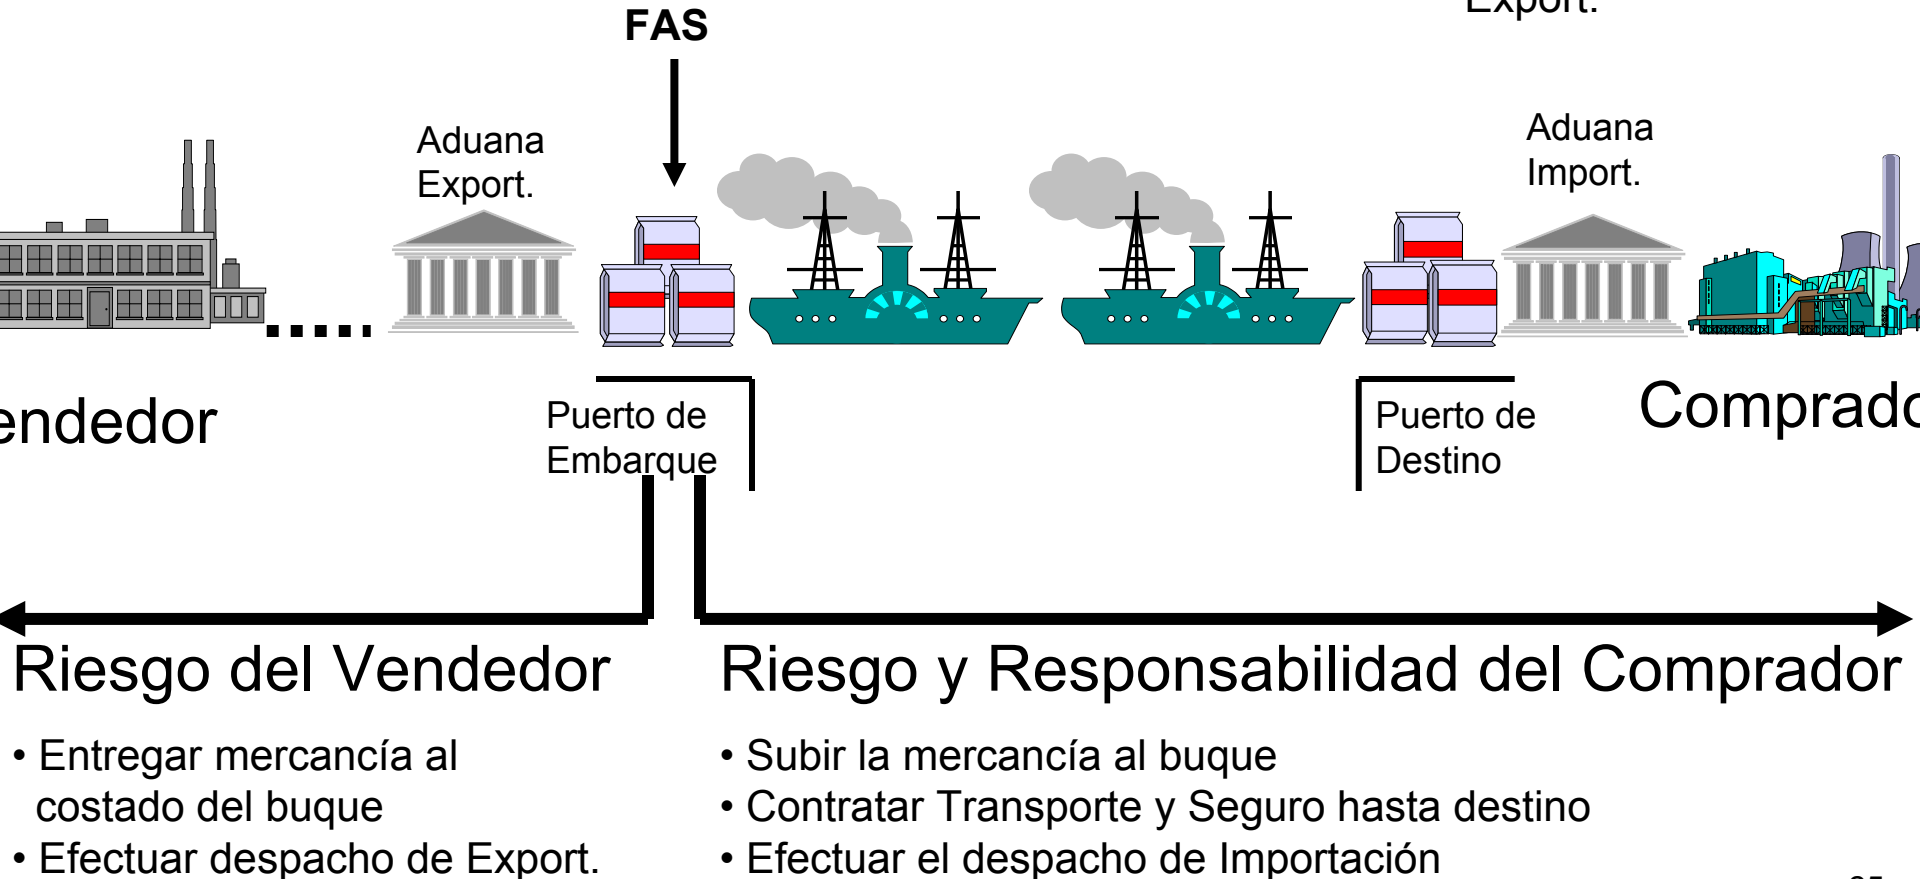 Export.
FAS
Aduana
Export.
Aduana
Import.
endedor
Puerto de
Embarque
Puerto de
Destino
Comprado
Riesgo del Vendedor
Riesgo y Responsabilidad del Comprador
• Entregar mercancía al
costado del buque
• Efectuar despacho de Export.
• Subir la mercancía al buque
• Contratar Transporte y Seguro hasta destino
• Efectuar el despacho de Importación